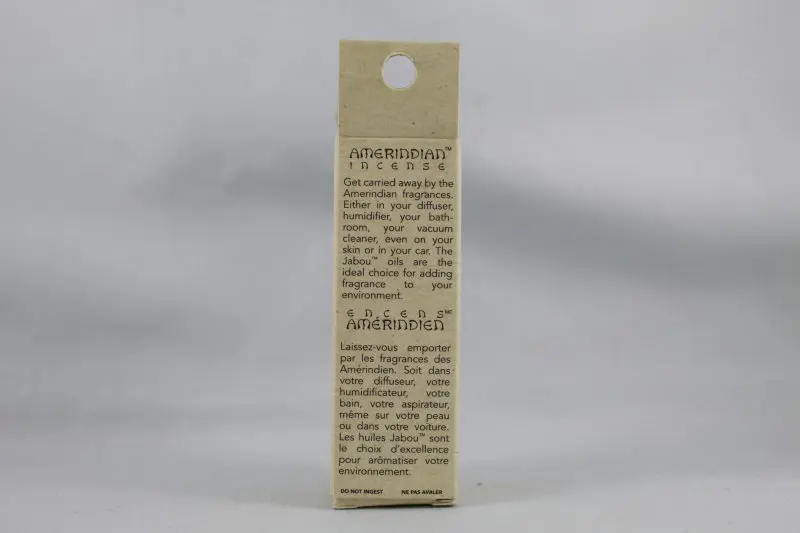 AMERINDIAN™
INCENSE
Get carried away by the
Amerindian fragrances.
Either in your diffuser,
humidifier, your bath-
room, your vacuum
cleaner, even on your
skin or in your car. The
Jabou™ oils are the
ideal choice for adding
fragrance to your
environment.
ENCENS MC
AMÉRINDIEN
Laissez-vous emporter
par les fragrances des
Amérindien. Soit dans
votre diffuseur, votre
humidificateur, votre
bain, votre aspirateur,
même sur votre peau
ou dans votre voiture.
Les huiles Jabou™ sont
le choix d'excellence
pour arômatiser votre
environnement.
DO NOT INGEST NE PAS AVALER